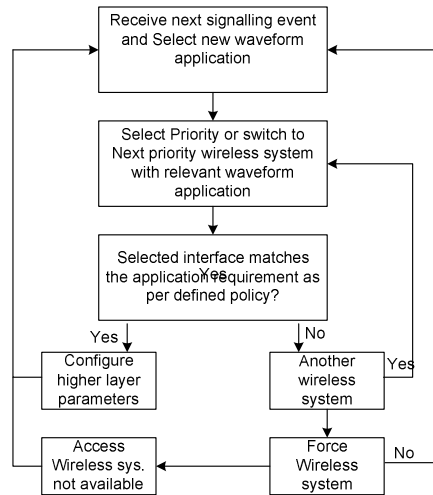 Receive next signalling event
and Select new waveform
application
Select Priority or switch to
Next priority wireless system
with relevant waveform
application
Selected interface matches
the application requirement as
per defined policy?
Yes
Yes
No
Configure
higher layer
parameters
Another
wireless
system
Yes
Access
Wireless sys.
not available
Force
Wireless
system
No